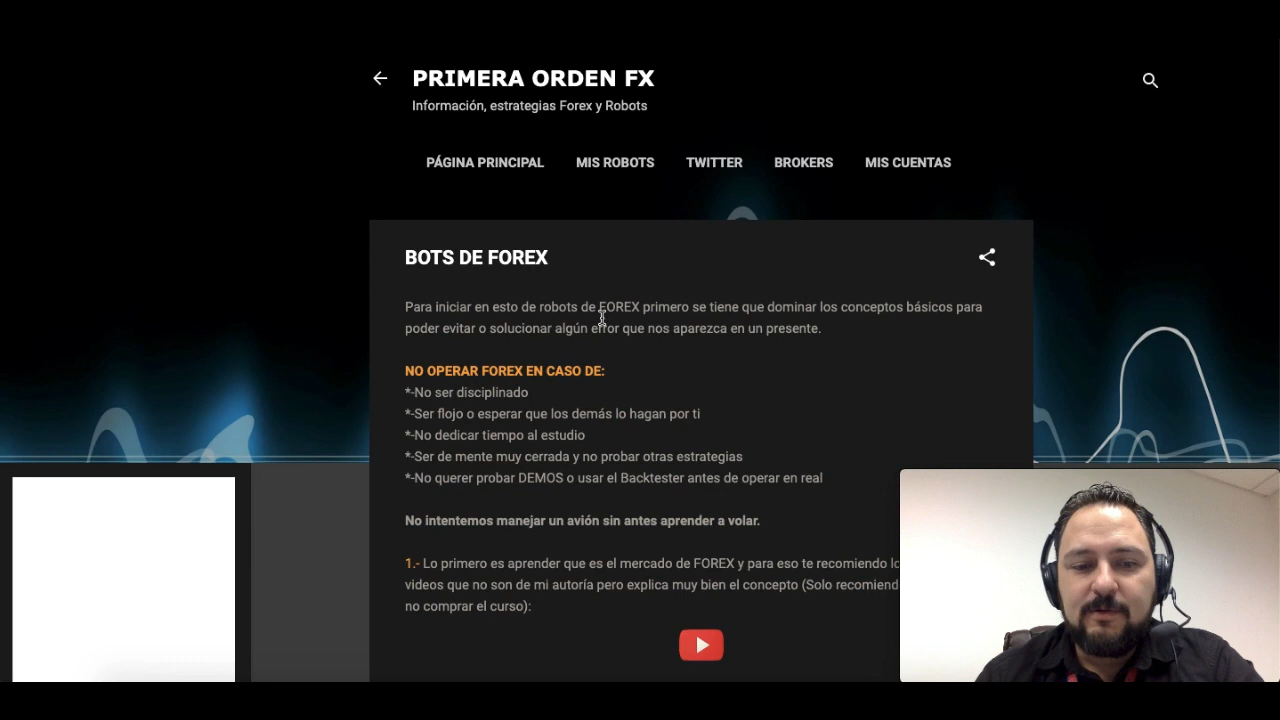 PRIMERA ORDEN FX
Información, estrategias Forex y Robots
PÁGINA PRINCIPAL MIS ROBOTS TWITTER BROKERS MIS CUENTAS
BOTS DE FOREX
Para iniciar en esto de robots de FOREX primero se tiene que dominar los conceptos básicos para
poder evitar o solucionar algún error que nos aparezca en un presente.
NO OPERAR FOREX EN CASO DE:
*-No ser disciplinado
*-Ser flojo o esperar que los demás lo hagan por ti
*-No dedicar tiempo al estudio
*-Ser de mente muy cerrada y no probar otras estrategias
*-No querer probar DEMOS o usar el Backtester antes de operar en real
No intentemos manejar un avión sin antes aprender a volar.
1.- Lo primero es aprender que es el mercado de FOREX y para eso te recomiendo
videos que no son de mi autoría pero explica muy bien el concepto (Solo
no comprar el curso):